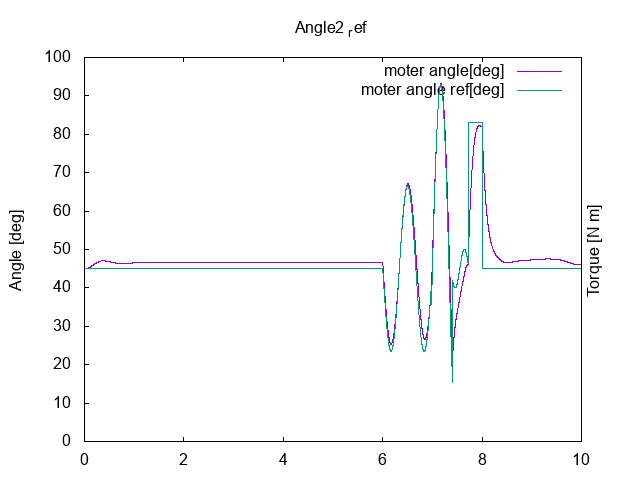 Angle2 ref
moter angle[deg]
moter angle ref[deg]
100
90
80
70
60
50
40
30
20
10
0
Angle [deg]
Torque [N m]
0 2 4 6 8 10